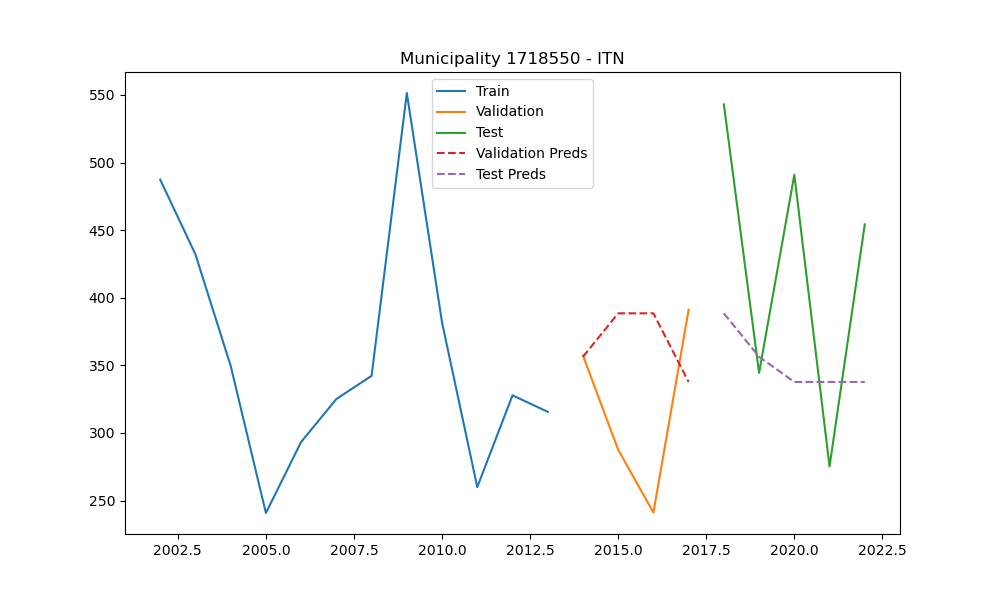 Municipality 1718550 - ITN
Train
Validation
Test
Validation Preds
Test Preds
550
500
450
400
350
300
250
2002.5 2005.0 2007.5 2010.0 2012.5 2015.0 2017.5 2020.0 2022.5